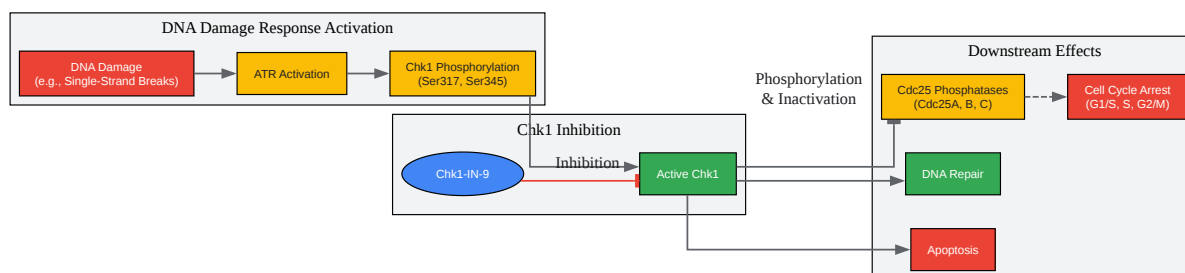 DNA Damage Response Activation
DNA Damage
(e.g., Single-Strand Breaks)
ATR Activation
Chk1 Phosphorylation
(Ser317, Ser345)
Chk1 Inhibition
Chk1-IN-9
Inhibition
Active Chk1
Phosphorylation
& Inactivation
Downstream Effects
Cdc25 Phosphatases
(Cdc25A, B, C)
Cell Cycle Arrest
(G1/S, S, G2/M)
DNA Repair
Apoptosis